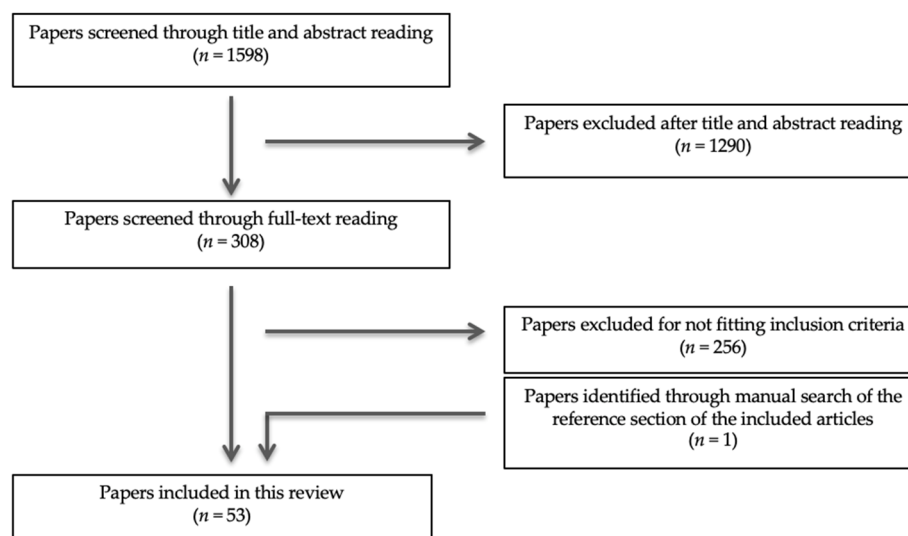 Papers screened through title and abstract reading
(n = 1598)
Papers excluded after title and abstract reading
(n = 1290)
Papers screened through full-text reading
(n = 308)
Papers excluded for not fitting inclusion criteria
(n = 256)
Papers identified through manual search of the
reference section of the included articles
(n = 1)
Papers included in this review
(n = 53)